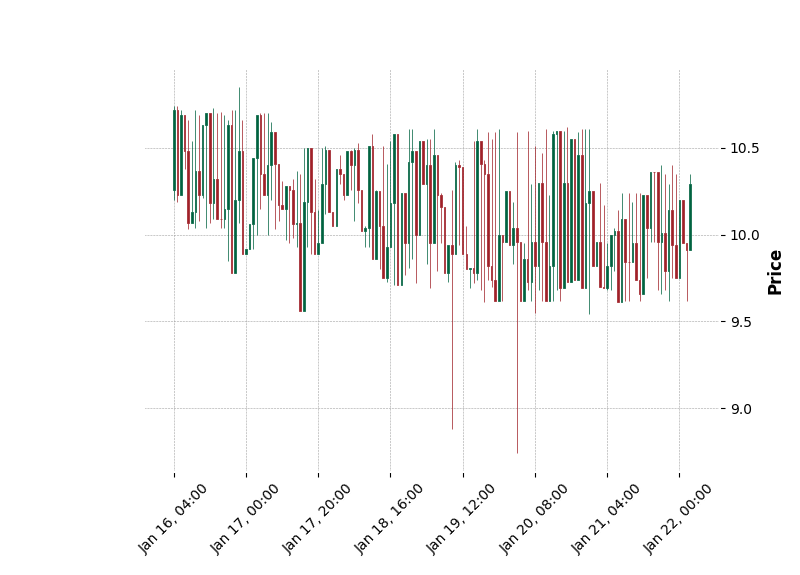 10.5
10.0
9.5
9.0
Price
Jan 16, 04:00
Jan 17, 00:00
Jan 17, 20:00
Jan 18, 16:00
Jan 19, 12:00
Jan 20, 08:00
Jan 21, 04:00
Jan 22, 00:00